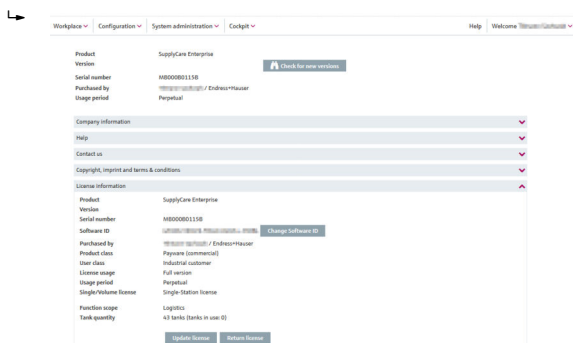 Workplace Configuration System administration Cockpit Help Welcome
Product SupplyCare Enterprise
Version
Check for new versions
Serial number MB000B0115B
Purchased by / Endress+Hauser
Usage period Perpetual
Company information
Help
Contact us
Copyright, imprint and terms & conditions
License information
Product SupplyCare Enterprise
Version
Serial number MB000B0115B
Software ID Change Software ID
Purchased by / Endress+Hauser
Product class Payware (commercial)
User class Industrial customer
License usage Full version
Usage period Perpetual
Single/Volume license Single-Station license
Function scope Logistics
Tank quantity 43 tanks (tanks in use: 0)
Update license Return license